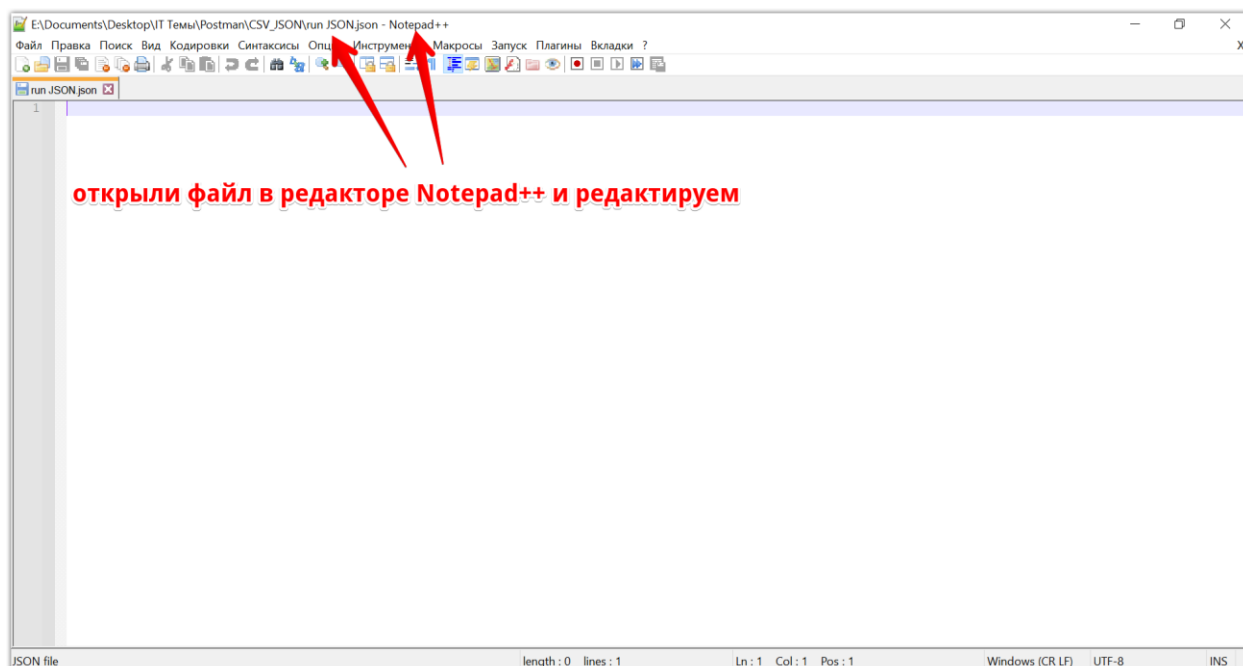 E:\Documents\Desktop\IT Темы\Postman\CSV_JSON\run JSON.json - Notepad++
Файл Правка Поиск Вид Кодировки Синтаксисы Макросы Запуск Плагины Вкладки ? X
run JSON.json
1
открыли файл в редакторе Notepad++ и редактируем
JSON file length : 0 lines : 1 Ln : 1 Col : 1 Pos : 1 Windows (CR LF) UTF-8 INS